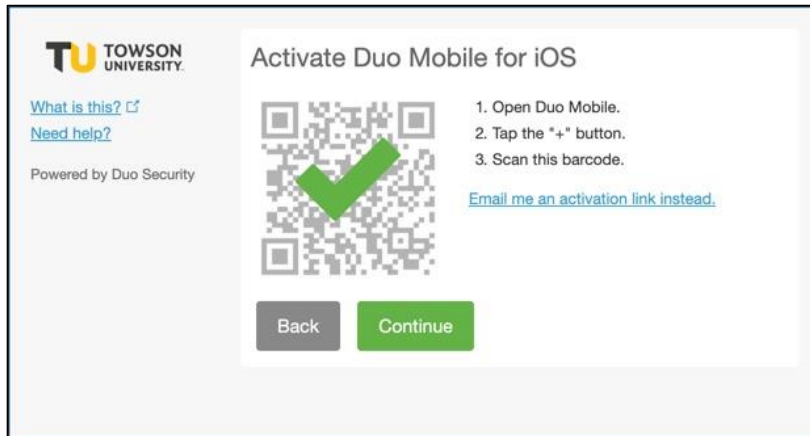 TU TOWSON
UNIVERSITY.
What is this?
Need help?
Powered by Duo Security
Activate Duo Mobile for iOS
1. Open Duo Mobile.
2. Tap the "+" button.
3. Scan this barcode.
Email me an activation link instead.
Back
Continue